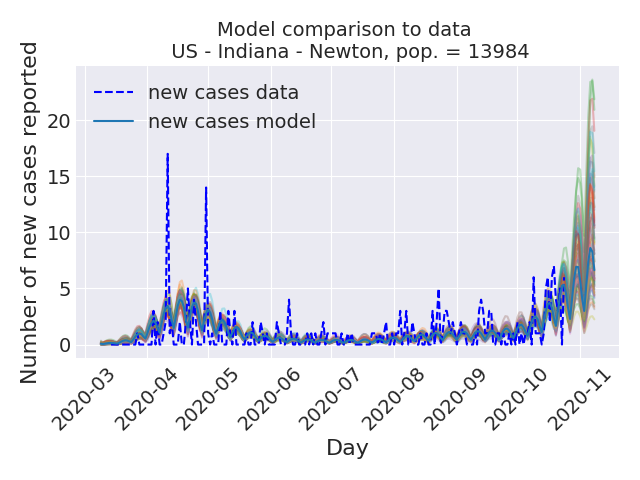 Model comparison to data
US - Indiana - Newton, pop. = 13984
Number of new cases reported
new cases data
new cases model
20
15
10
5
0
2020-03
2020-04
2020-05
2020-06
2020-07
2020-08
2020-09
2020-10
2020-11
Day